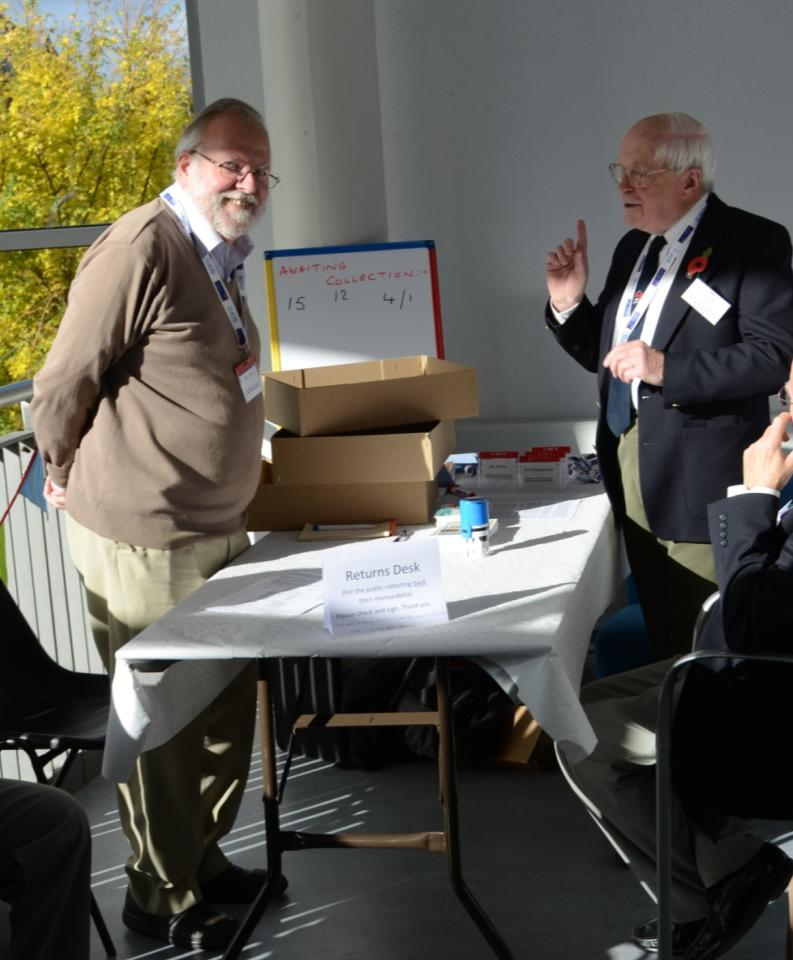 AWAITING
COLLECTION:-
15 12 4/1
Returns Desk
(For the public collecting back
their memorabilia)
Please check and sign. Thank you